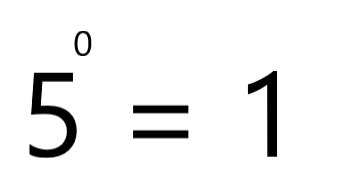 5⁰ = 1